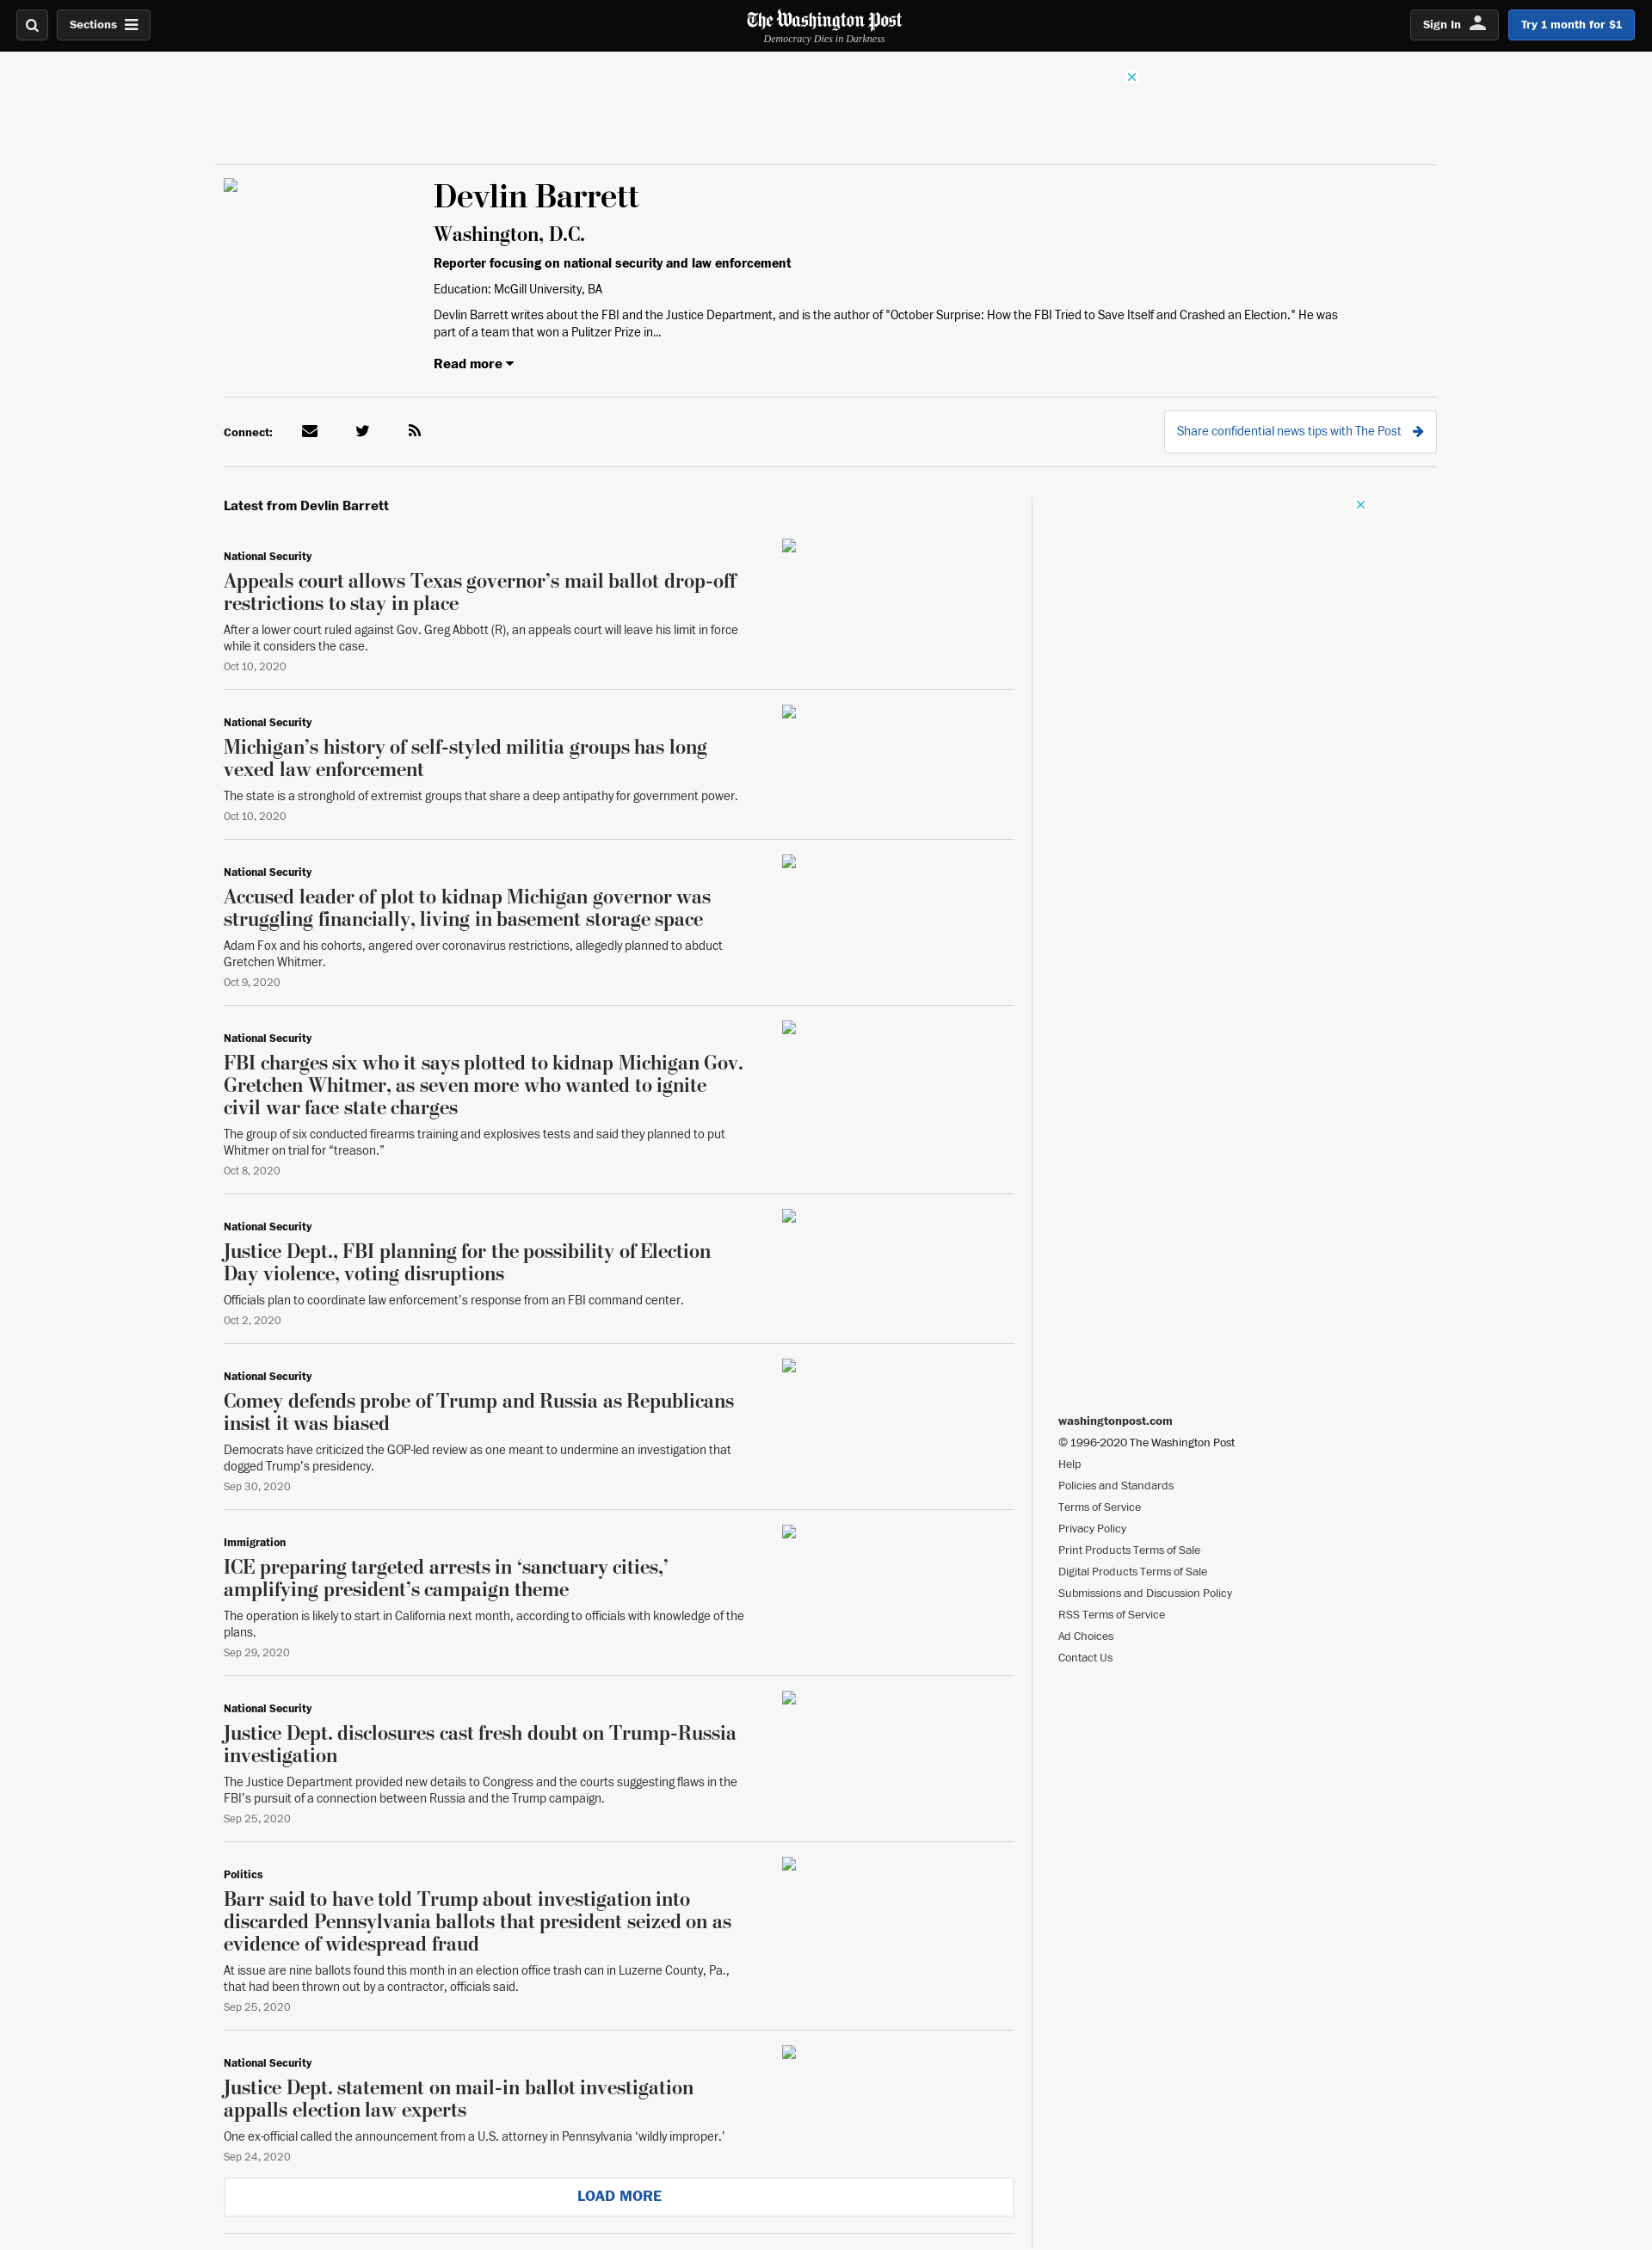 Sections
The Washington Post
Democracy Dies in Darkness
Sign In
Try 1 month for $1
Devlin Barrett
Washington, D.C.
Reporter focusing on national security and law enforcement
Education: McGill University, BA
Devlin Barrett writes about the FBI and the Justice Department, and is the author of "October Surprise: How the FBI Tried to Save Itself and Crashed an Election." He was
part of a team that won a Pulitzer Prize in...
Read more
Connect:
Share confidential news tips with The Post
Latest from Devlin Barrett
National Security
Appeals court allows Texas governor’s mail ballot drop-off
restrictions to stay in place
After a lower court ruled against Gov. Greg Abbott (R), an appeals court will leave his limit in force
while it considers the case.
Oct 10, 2020
National Security
Michigan’s history of self-styled militia groups has long
vexed law enforcement
The state is a stronghold of extremist groups that share a deep antipathy for government power.
Oct 10, 2020
National Security
Accused leader of plot to kidnap Michigan governor was
struggling financially, living in basement storage space
Adam Fox and his cohorts, angered over coronavirus restrictions, allegedly planned to abduct
Gretchen Whitmer.
Oct 9, 2020
National Security
FBI charges six who it says plotted to kidnap Michigan Gov.
Gretchen Whitmer, as seven more who wanted to ignite
civil war face state charges
The group of six conducted firearms training and explosives tests and said they planned to put
Whitmer on trial for “treason.”
Oct 8, 2020
National Security
Justice Dept., FBI planning for the possibility of Election
Day violence, voting disruptions
Officials plan to coordinate law enforcement’s response from an FBI command center.
Oct 2, 2020
National Security
Comey defends probe of Trump and Russia as Republicans
insist it was biased
Democrats have criticized the GOP-led review as one meant to undermine an investigation that
dogged Trump’s presidency.
Sep 30, 2020
Immigration
ICE preparing targeted arrests in ‘sanctuary cities,’
amplifying president’s campaign theme
The operation is likely to start in California next month, according to officials with knowledge of the
plans.
Sep 29, 2020
National Security
Justice Dept. disclosures cast fresh doubt on Trump-Russia
investigation
The Justice Department provided new details to Congress and the courts suggesting flaws in the
FBI’s pursuit of a connection between Russia and the Trump campaign.
Sep 25, 2020
Politics
Barr said to have told Trump about investigation into
discarded Pennsylvania ballots that president seized on as
evidence of widespread fraud
At issue are nine ballots found this month in an election office trash can in Luzerne County, Pa.,
that had been thrown out by a contractor, officials said.
Sep 25, 2020
National Security
Justice Dept. statement on mail-in ballot investigation
appalls election law experts
One ex-official called the announcement from a U.S. attorney in Pennsylvania ‘wildly improper.’
Sep 24, 2020
LOAD MORE
washingtonpost.com
© 1996-2020 The Washington Post
Help
Policies and Standards
Terms of Service
Privacy Policy
Print Products Terms of Sale
Digital Products Terms of Sale
Submissions and Discussion Policy
RSS Terms of Service
Ad Choices
Contact Us